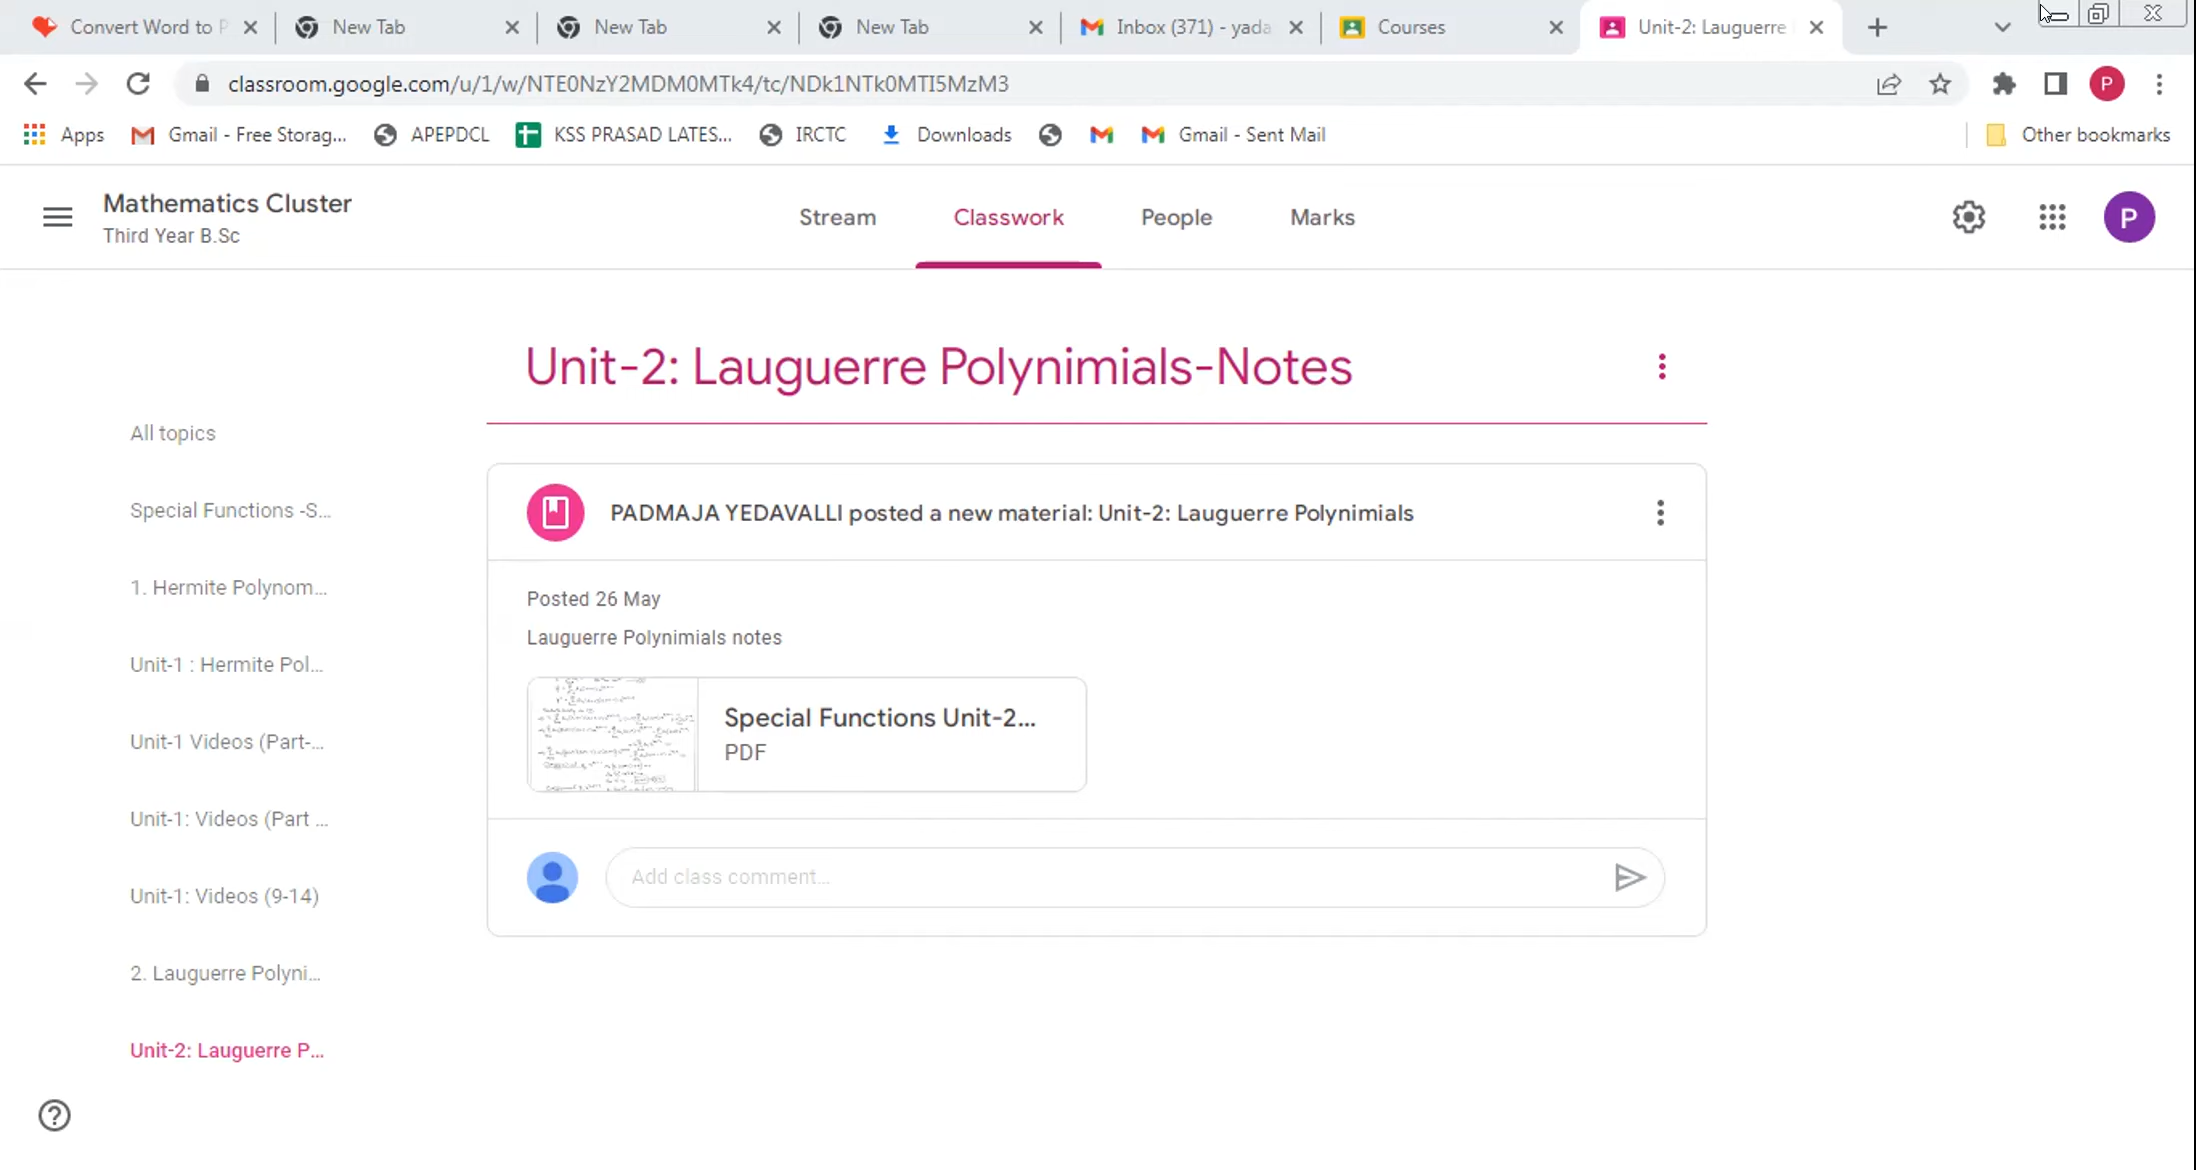 Convert Word to P
New Tab
New Tab
New Tab
Inbox (371) - yada
Courses
Unit-2: Lauguerre
classroom.google.com/u/1/w/NTE0NzY2MDM0MTk4/tc/NDk1NTk0MTI5MzM3
P
Apps
Gmail - Free Storag...
APEPDCL
KSS PRASAD LATES...
IRCTC
Downloads
Gmail - Sent Mail
Other bookmarks
Mathematics Cluster
Third Year B.Sc
Stream
Classwork
People
Marks
P
Unit-2: Lauguerre Polynimials-Notes
All topics
Special Functions -S...
1. Hermite Polynom...
Unit-1 : Hermite Pol...
Unit-1 Videos (Part-...
Unit-1: Videos (Part ...
Unit-1: Videos (9-14)
2. Lauguerre Polyni...
Unit-2: Lauguerre P...
PADMAJA YEDAVALLI posted a new material: Unit-2: Lauguerre Polynimials
Posted 26 May
Lauguerre Polynimials notes
Special Functions Unit-2...
PDF
Add class comment...